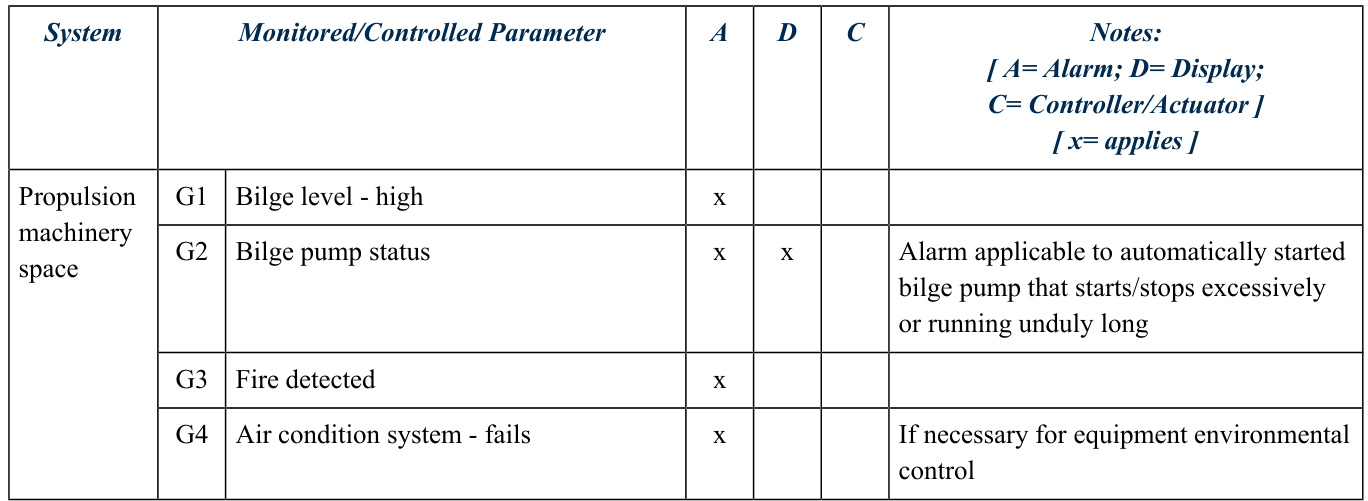 System Monitored/Controlled Parameter A D C Notes:
[ A= Alarm; D= Display;
C= Controller/Actuator ]
[ x= applies ]
Propulsion
machinery
space
G1 Bilge level - high x
G2 Bilge pump status x x Alarm applicable to automatically started
bilge pump that starts/stops excessively
or running unduly long
G3 Fire detected x
G4 Air condition system - fails x If necessary for equipment environmental
control